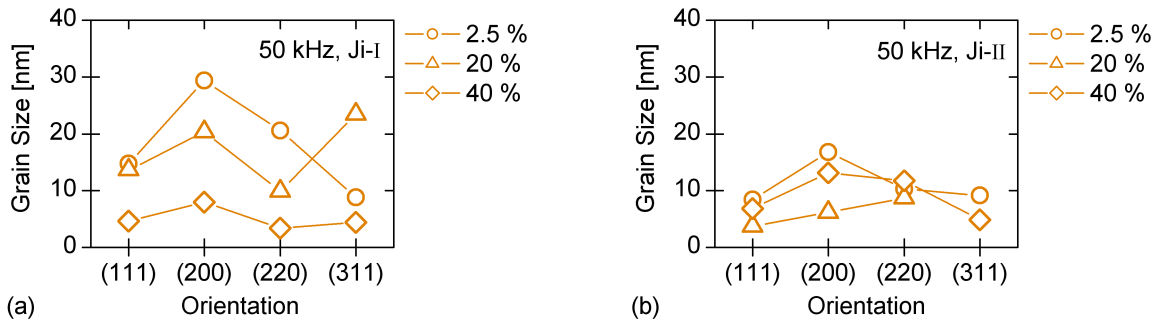 40
30
20
10
0
Grain Size [nm]
50 kHz, Ji-I
2.5 %
20 %
40 %
(111) (200) (220) (311)
(a) Orientation
40
30
20
10
0
Grain Size [nm]
50 kHz, Ji-II
2.5 %
20 %
40 %
(111) (200) (220) (311)
(b) Orientation